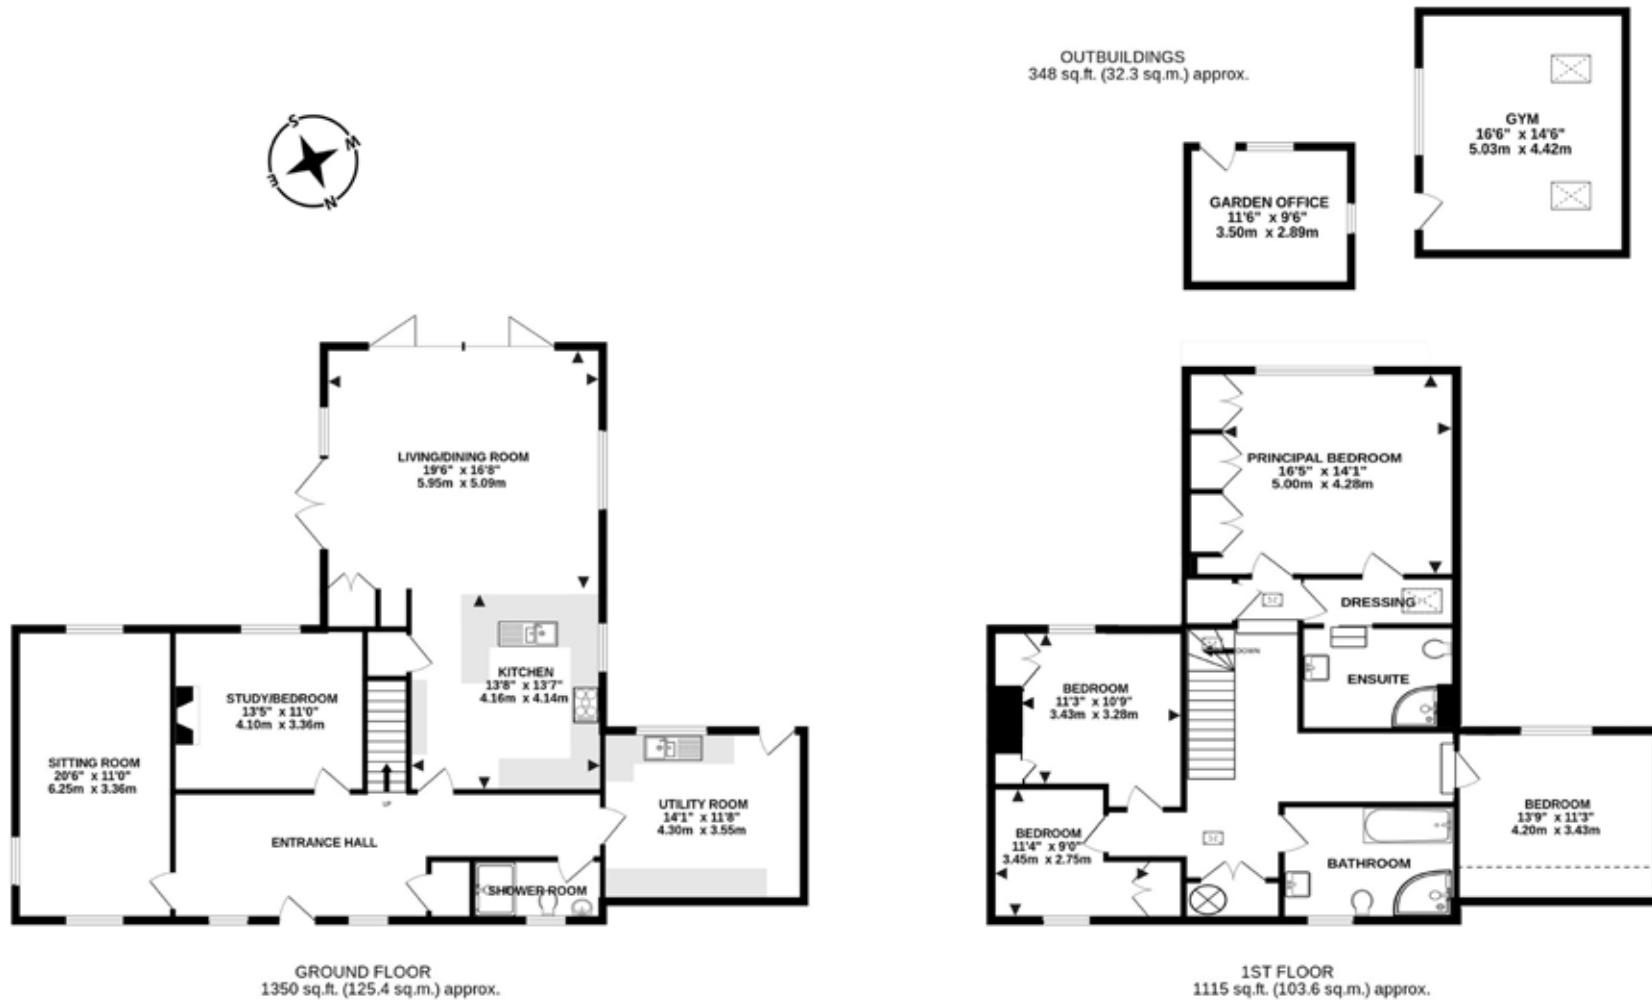 OUTBUILDINGS
348 sq.ft. (32.3 sq.m.) approx.
S
W
E
N
GYM
16'6" x 14'6"
5.03m x 4.42m
GARDEN OFFICE
11'6" x 9'6"
3.50m x 2.89m
LIVING/DINING ROOM
19'6" x 16'8"
5.95m x 5.09m
KITCHEN
13'8" x 13'7"
4.16m x 4.14m
STUDY/BEDROOM
13'5" x 11'0"
4.10m x 3.36m
SITTING ROOM
20'6" x 11'0"
6.25m x 3.36m
UP
UTILITY ROOM
14'1" x 11'8"
4.30m x 3.55m
ENTRANCE HALL
SHOWER ROOM
GROUND FLOOR
1350 sq.ft. (125.4 sq.m.) approx.
PRINCIPAL BEDROOM
16'5" x 14'1"
5.00m x 4.28m
DRESSING
DOWN
ENSUITE
BEDROOM
11'3" x 10'9"
3.43m x 3.28m
BEDROOM
11'4" x 9'0"
3.45m x 2.75m
BATHROOM
BEDROOM
13'9" x 11'3"
4.20m x 3.43m
1ST FLOOR
1115 sq.ft. (103.6 sq.m.) approx.